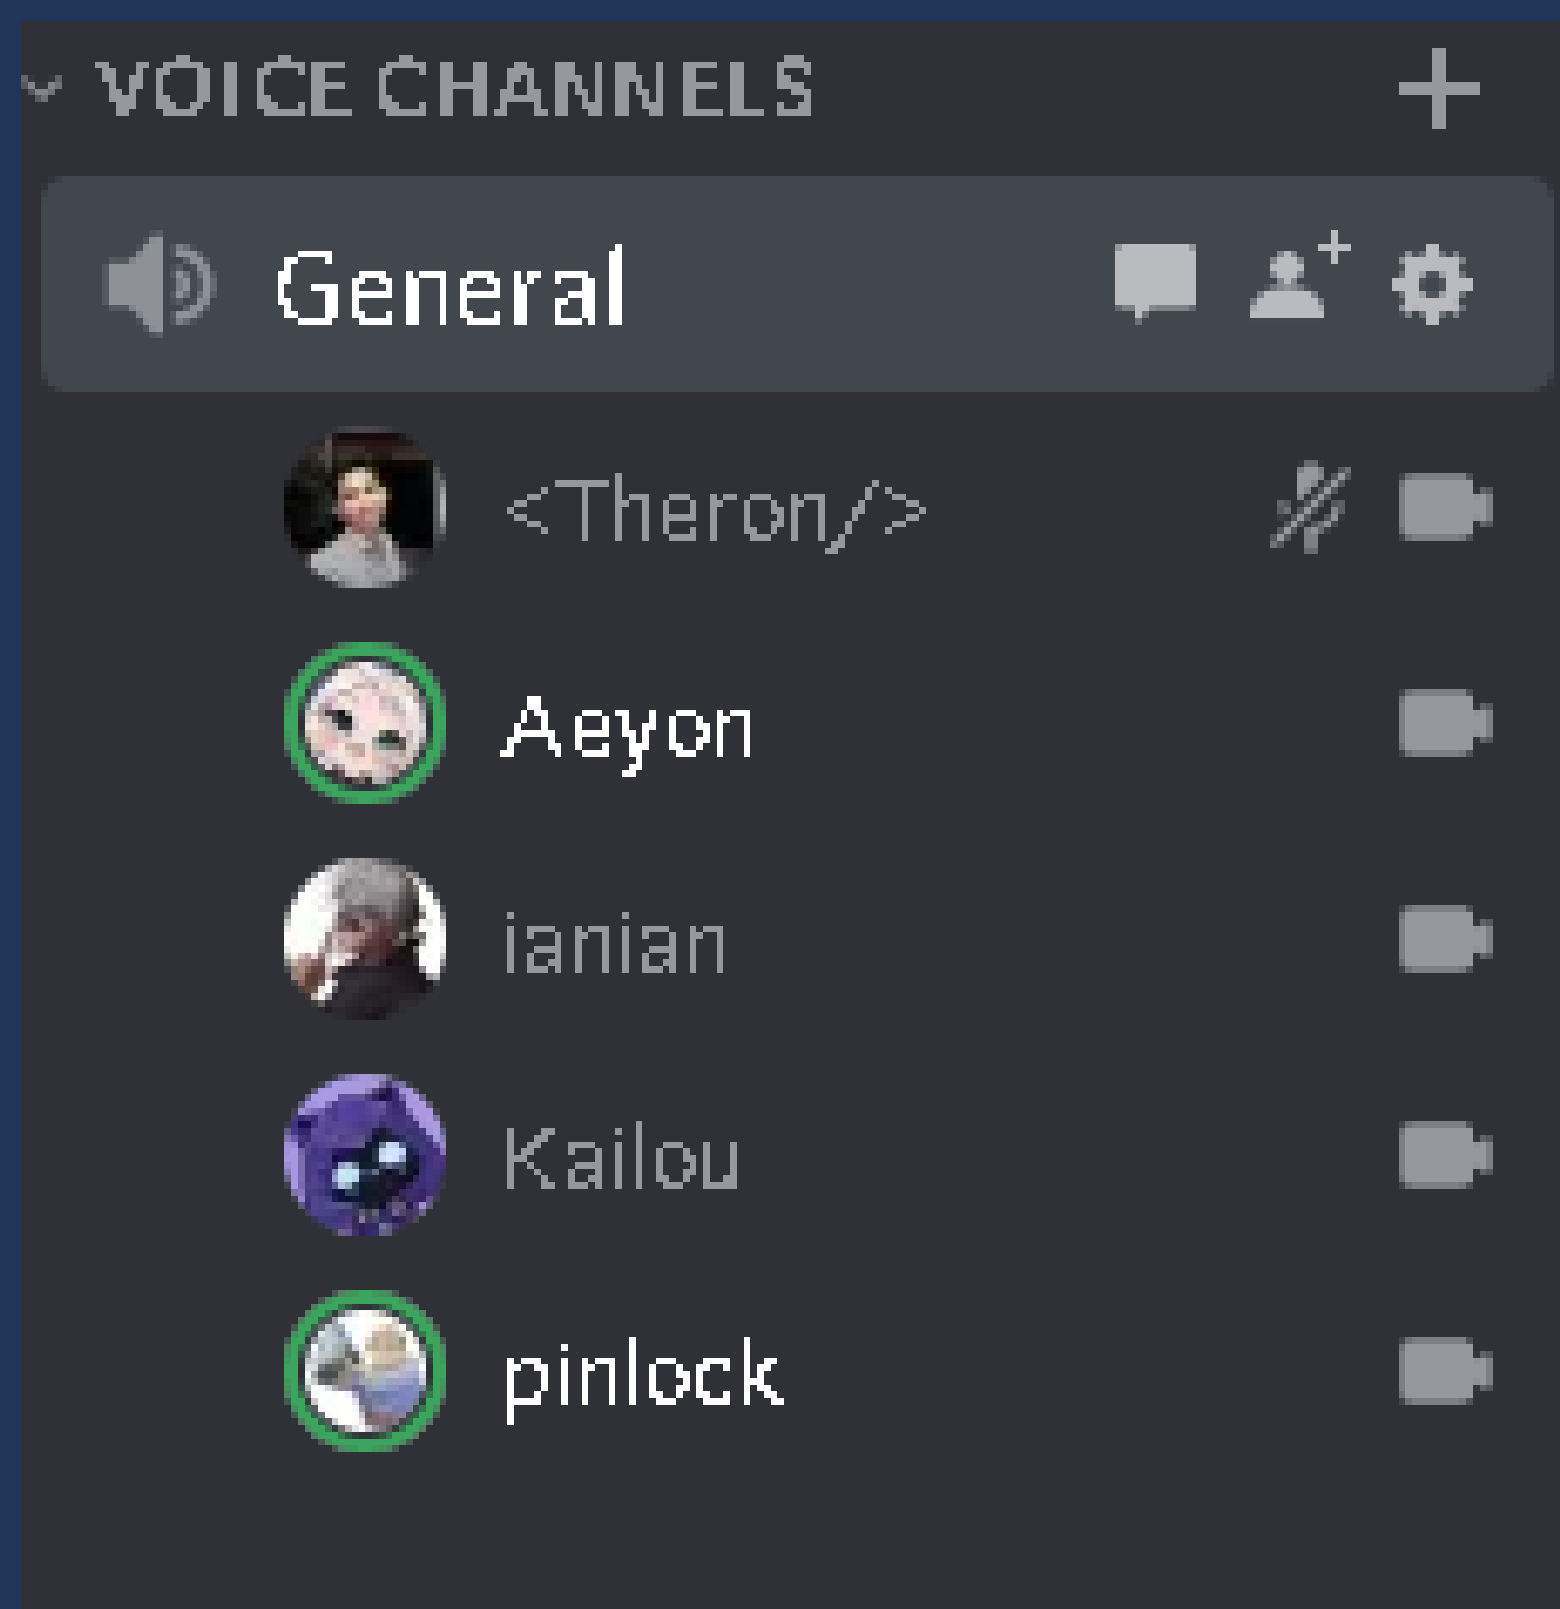 VOICE CHANNELS
General
<Theron/>
Aeyon
ianian
Kailou
pinlock